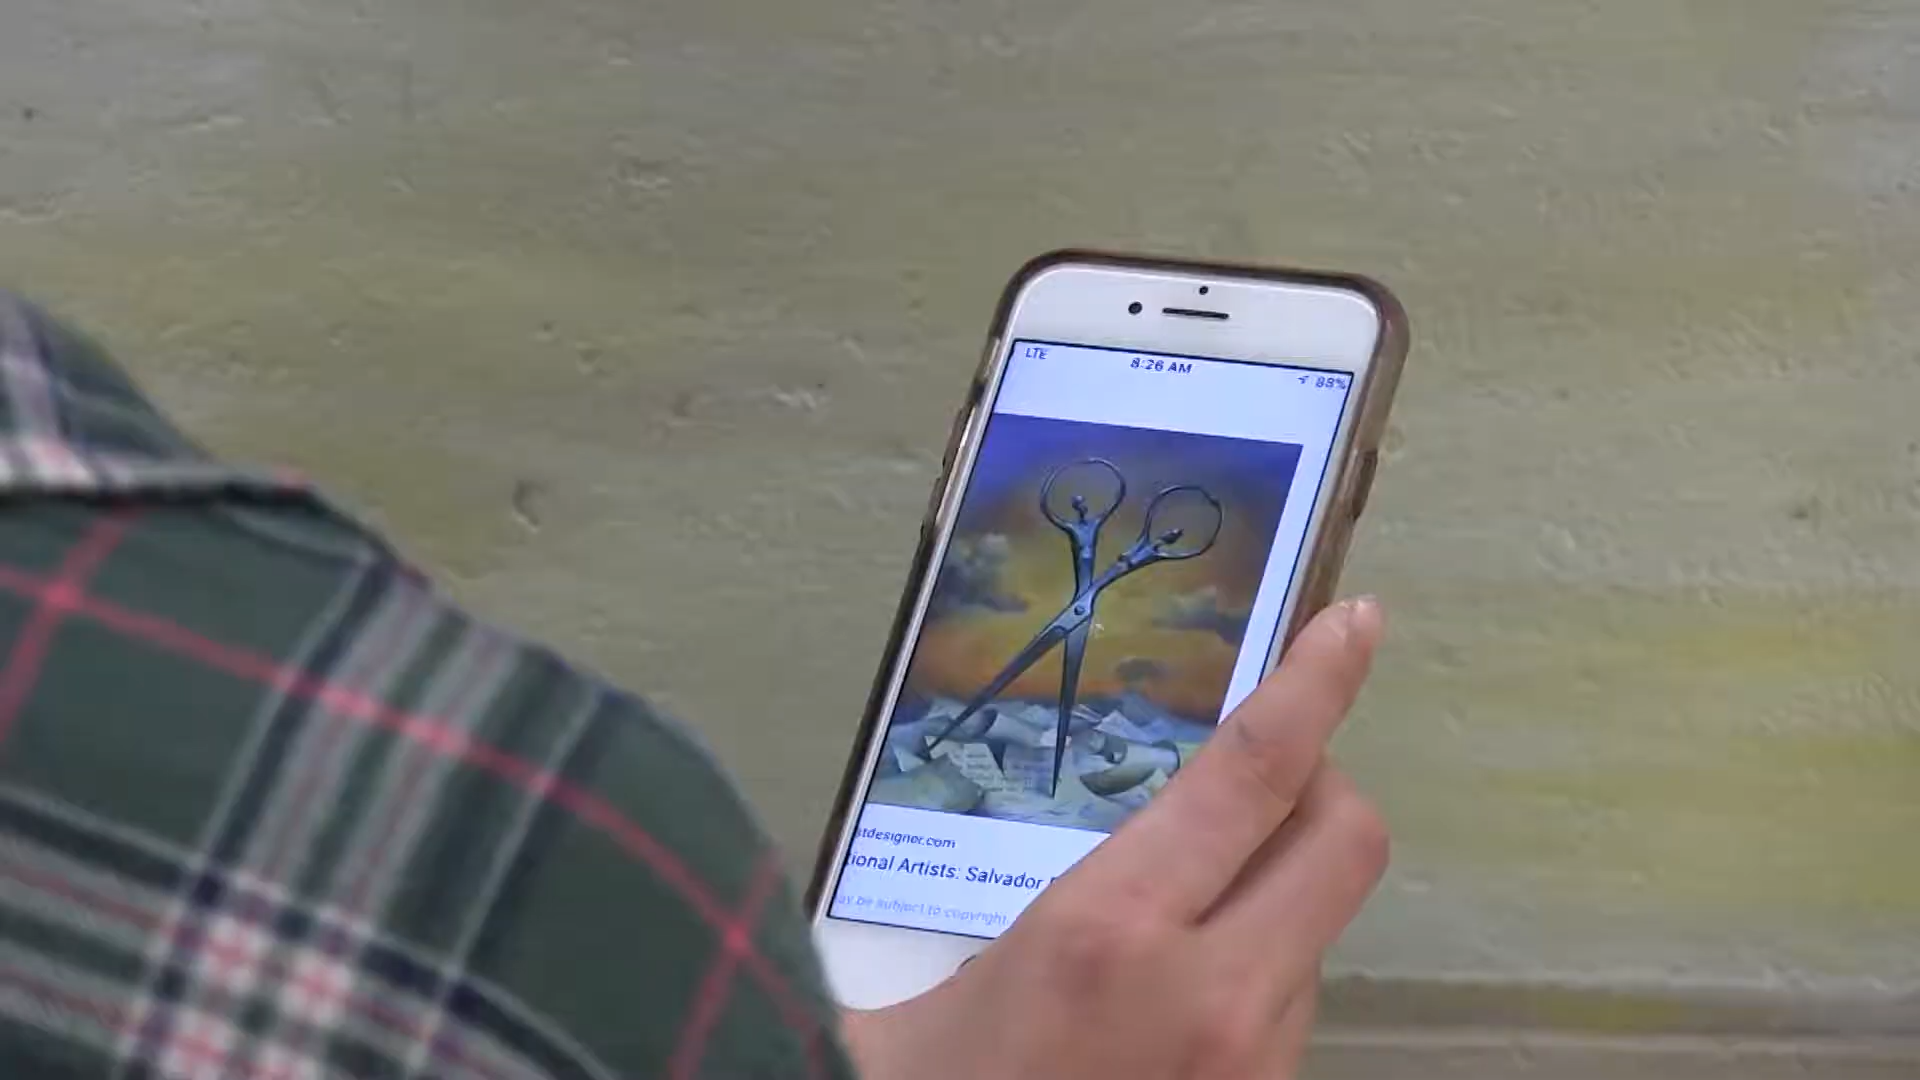 LTE 8:26 AM 88%
stdesigner.com
tional Artists: Salvador
ay be subject to copyright.